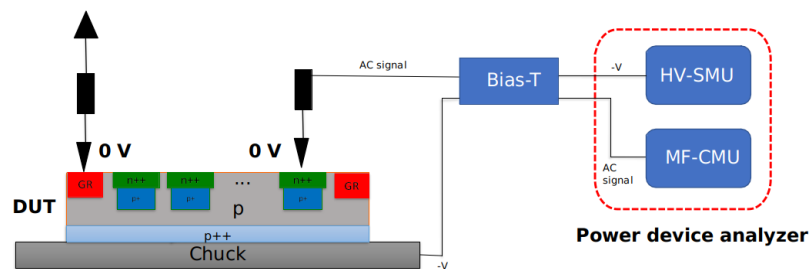 AC signal
Bias-T
-V
HV-SMU
MF-CMU
AC
signal
Power device analyzer
0 V
0 V
GR
n++
n++
...
n++
GR
p+
p+
p+
DUT
p
p++
Chuck
-V